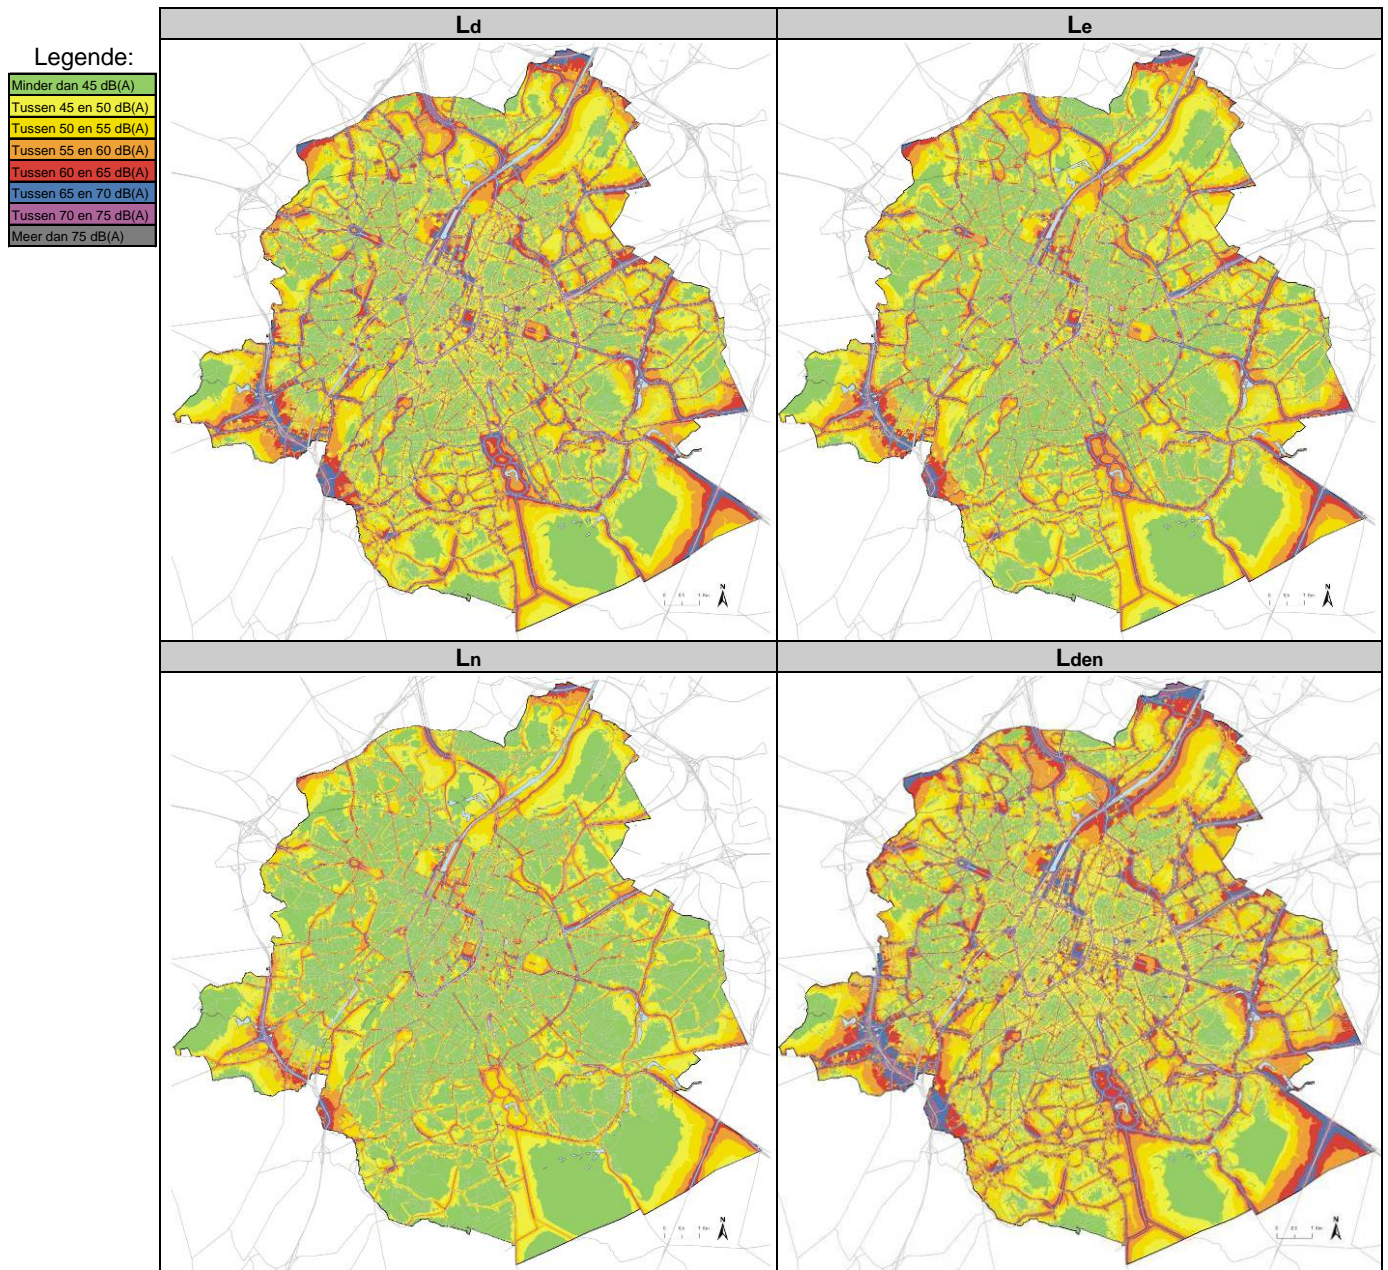 Ld
Le
Legende:
Minder dan 45 dB(A)
Tussen 45 en 50 dB(A)
Tussen 50 en 55 dB(A)
Tussen 55 en 60 dB(A)
Tussen 60 en 65 dB(A)
Tussen 65 en 70 dB(A)
Tussen 70 en 75 dB(A)
Meer dan 75 dB(A)
N
N
Ln
Lden
N
N